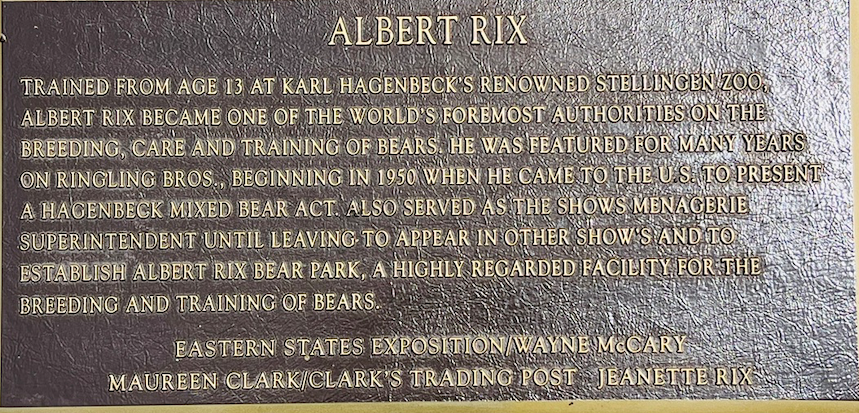 ALBERT RIX
TRAINED FROM AGE 13 AT KARL HAGENBECK'S RENOWNED STELLINGEN ZOO,
ALBERT RIX BECAME ONE OF THE WORLD'S FOREMOST AUTHORITIES ON THE
BREEDING, CARE AND TRAINING OF BEARS. HE WAS FEATURED FOR MANY YEARS
ON RINGLING BROS., BEGINNING IN 1950 WHEN HE CAME TO THE U.S. TO PRESENT
A HAGENBECK MIXED BEAR ACT. ALSO SERVED AS THE SHOWS MENAGERIE
SUPERINTENDENT UNTIL LEAVING TO APPEAR IN OTHER SHOW'S AND TO
ESTABLISH ALBERT RIX BEAR PARK, A HIGHLY REGARDED FACILITY FOR THE
BREEDING AND TRAINING OF BEARS.
EASTERN STATES EXPOSITION/WAYNE McCARY
MAUREEN CLARK/CLARK'S TRADING POST JEANETTE RIX